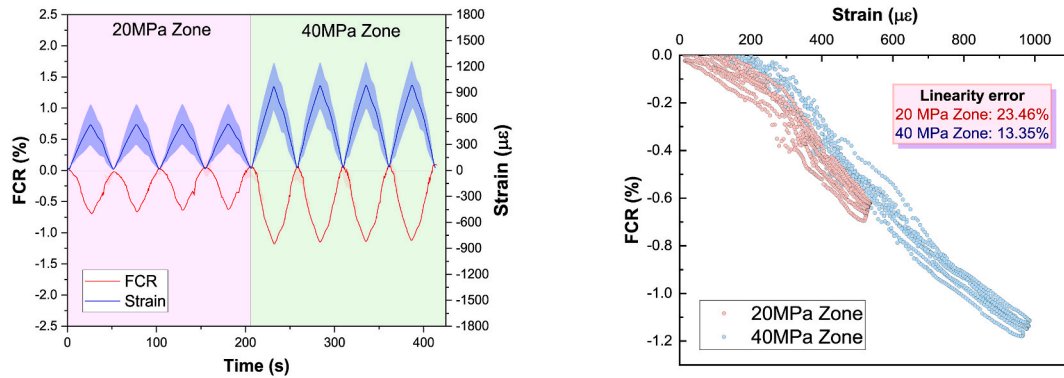 20MPa Zone 40MPa Zone
2.5
2.0
1.5
1.0
0.5
0.0
-0.5
-1.0
-1.5
-2.0
-2.5
FCR (%)
1800
1500
1200
900
600
300
0
-300
-600
-900
-1200
-1500
-1800
Strain (με)
FCR
Strain
0 100 200 300 400
Time (s)
Strain (με)
0 200 400 600 800 1000
0.0
-0.2
-0.4
-0.6
-0.8
-1.0
-1.2
FCR (%)
Linearity error
20 MPa Zone: 23.46%
40 MPa Zone: 13.35%
20MPa Zone
40MPa Zone